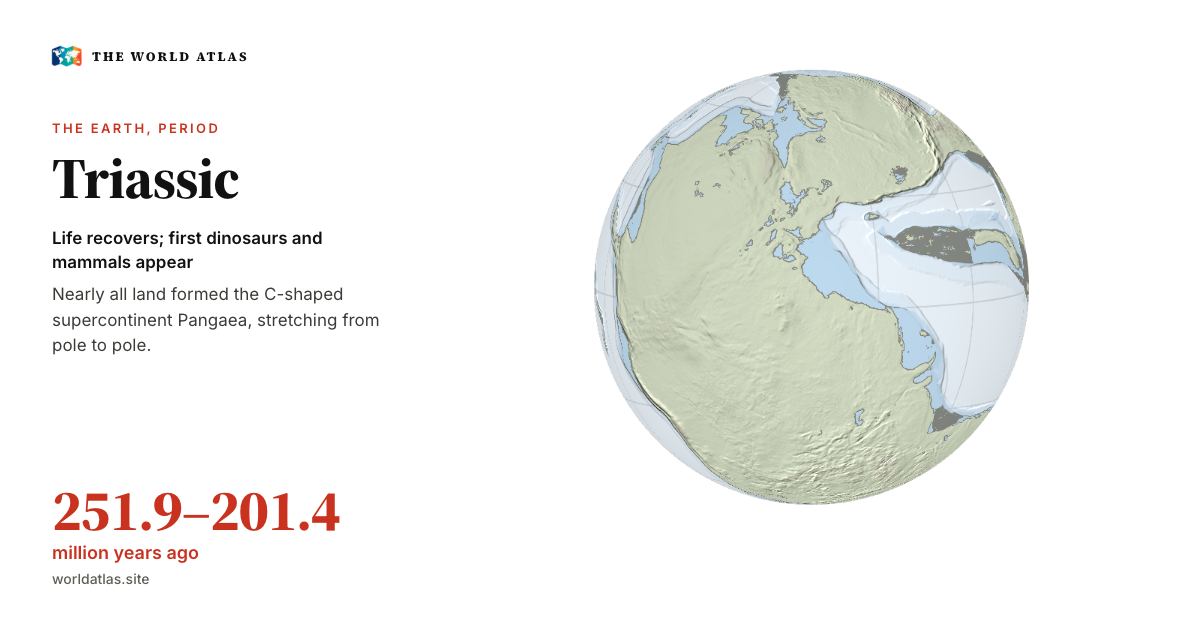 THE WORLD ATLAS
THE EARTH, PERIOD
Triassic
Life recovers; first dinosaurs and
mammals appear
Nearly all land formed the C-shaped
supercontinent Pangaea, stretching from
pole to pole.
251.9–201.4
million years ago
worldatlas.site